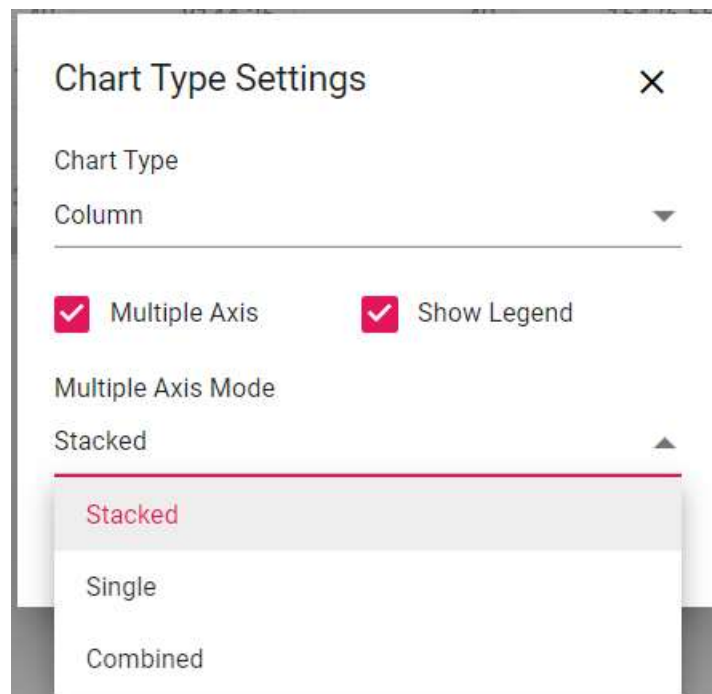 Chart Type Settings
Chart Type
Column
Multiple Axis Show Legend
Multiple Axis Mode
Stacked
Stacked
Single
Combined